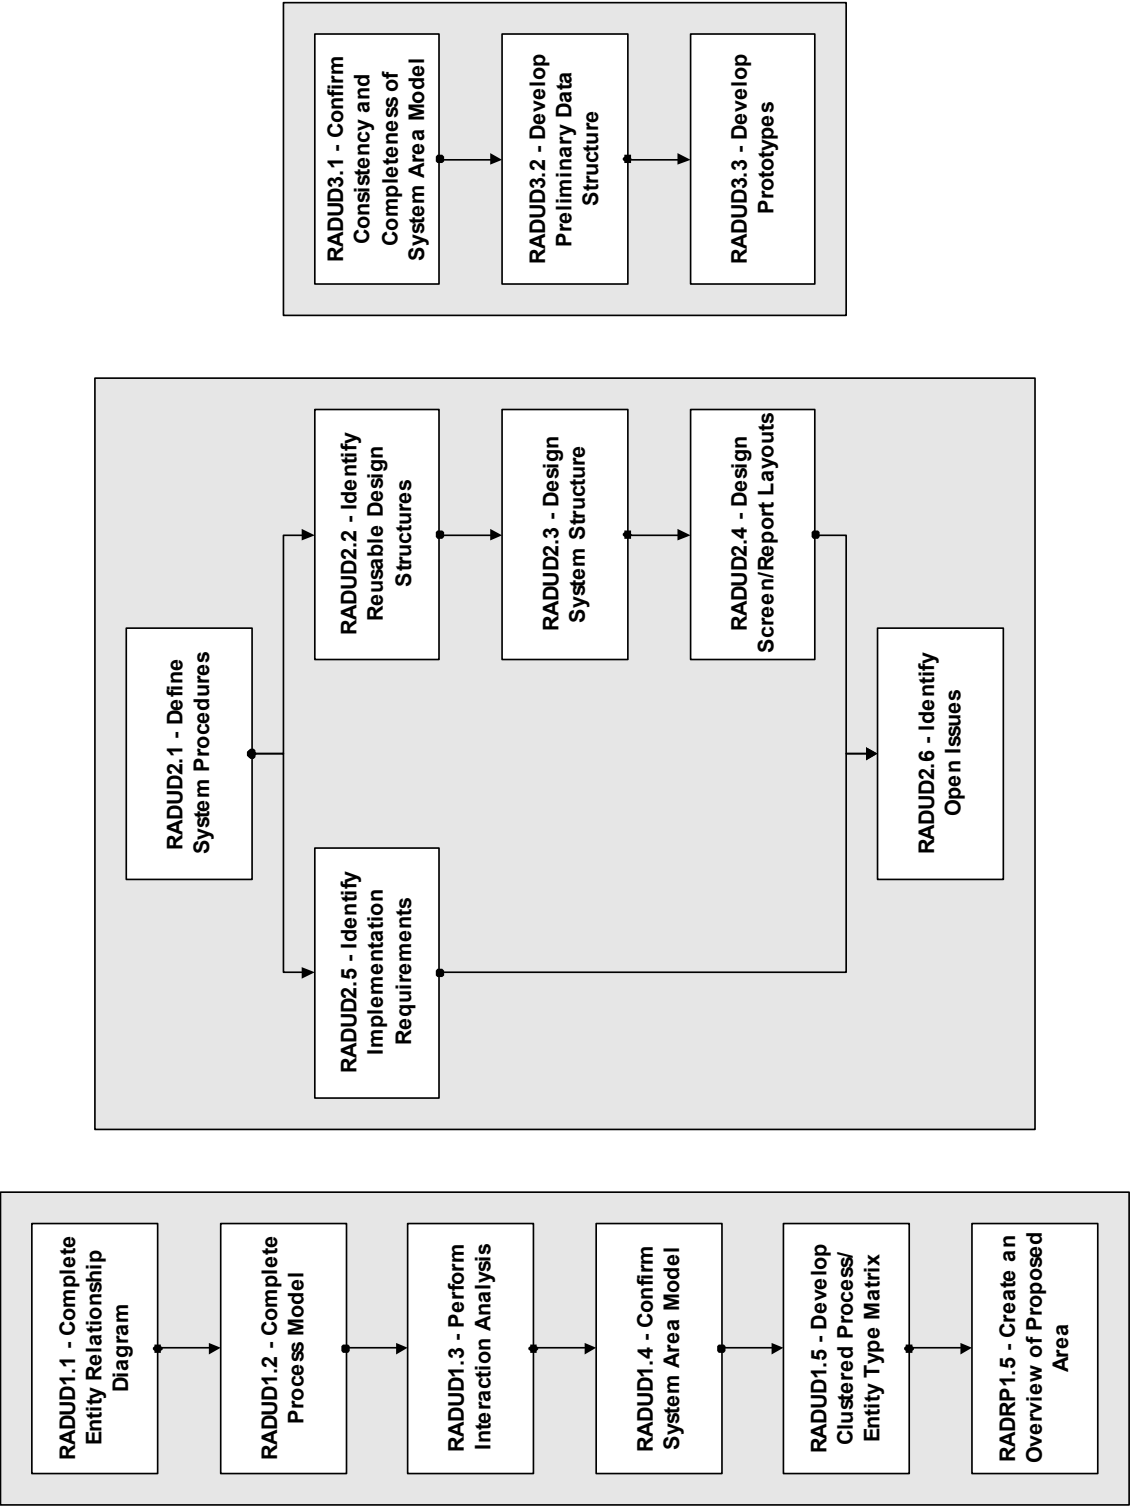 RADUD1.1 - Complete
Entity Relationship
Diagram
RADUD1.2 - Complete
Process Model
RADUD1.3 - Perform
Interaction Analysis
RADUD1.4 - Confirm
System Area Model
RADUD1.5 - Develop
Clustered Process/
Entity Type Matrix
RADRP1.5 - Create an
Overview of Proposed
Area
RADUD2.1 - Define
System Procedures
RADUD2.5 - Identify
Implementation
Requirements
RADUD2.2 - Identify
Reusable Design
Structures
RADUD2.3 - Design
System Structure
RADUD2.4 - Design
Screen/Report Layouts
RADUD2.6 - Identify
Open Issues
RADUD3.1 - Confirm
Consistency and
Completeness of
System Area Model
RADUD3.2 - Develop
Preliminary Data
Structure
RADUD3.3 - Develop
Prototypes